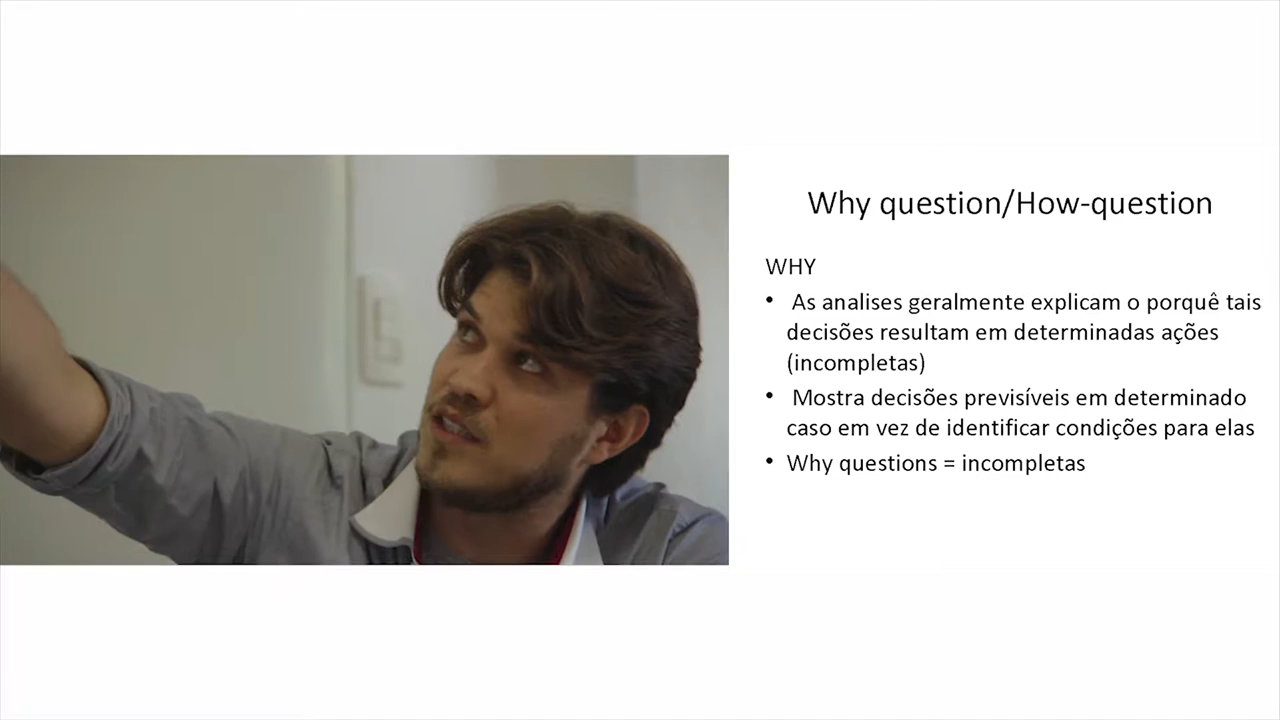 Why question/How-question
WHY
• As analises geralmente explicam o porquê tais
decisões resultam em determinadas ações
(incompletas)
• Mostra decisões previsíveis em determinado
caso em vez de identificar condições para elas
• Why questions = incompletas